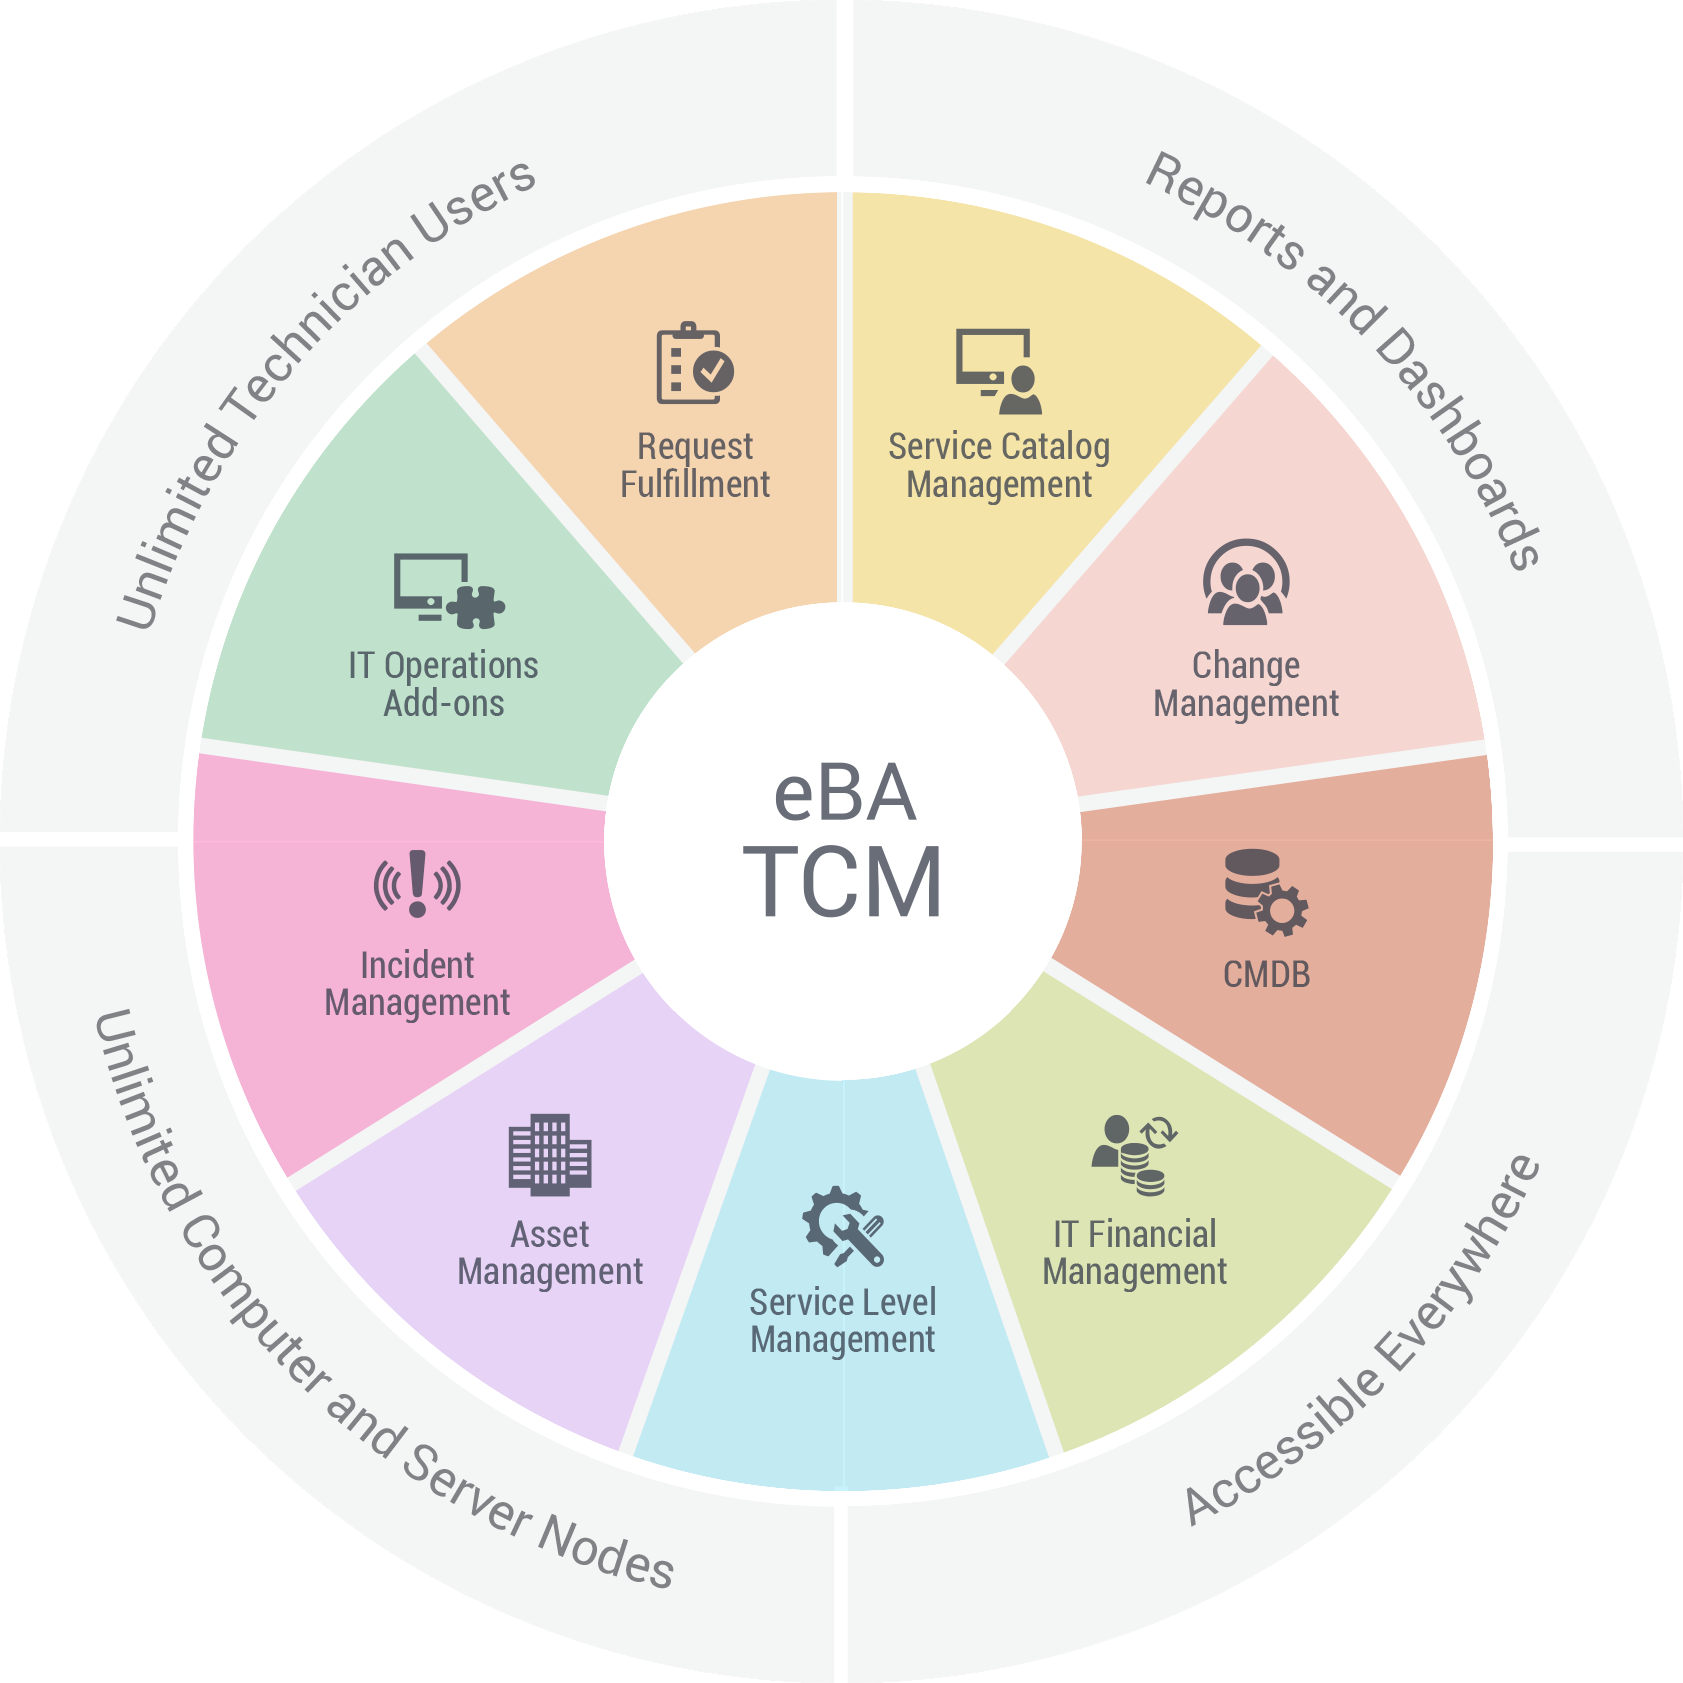 Unlimited Technician Users
Reports and Dashboards
Request
Fulfillment
Service Catalog
Management
IT Operations
Add-ons
Change
Management
eBA
TCM
Incident
Management
CMDB
Asset
Management
Service Level
Management
IT Financial
Management
Unlimited Computer and Server Nodes
Accessible Everywhere